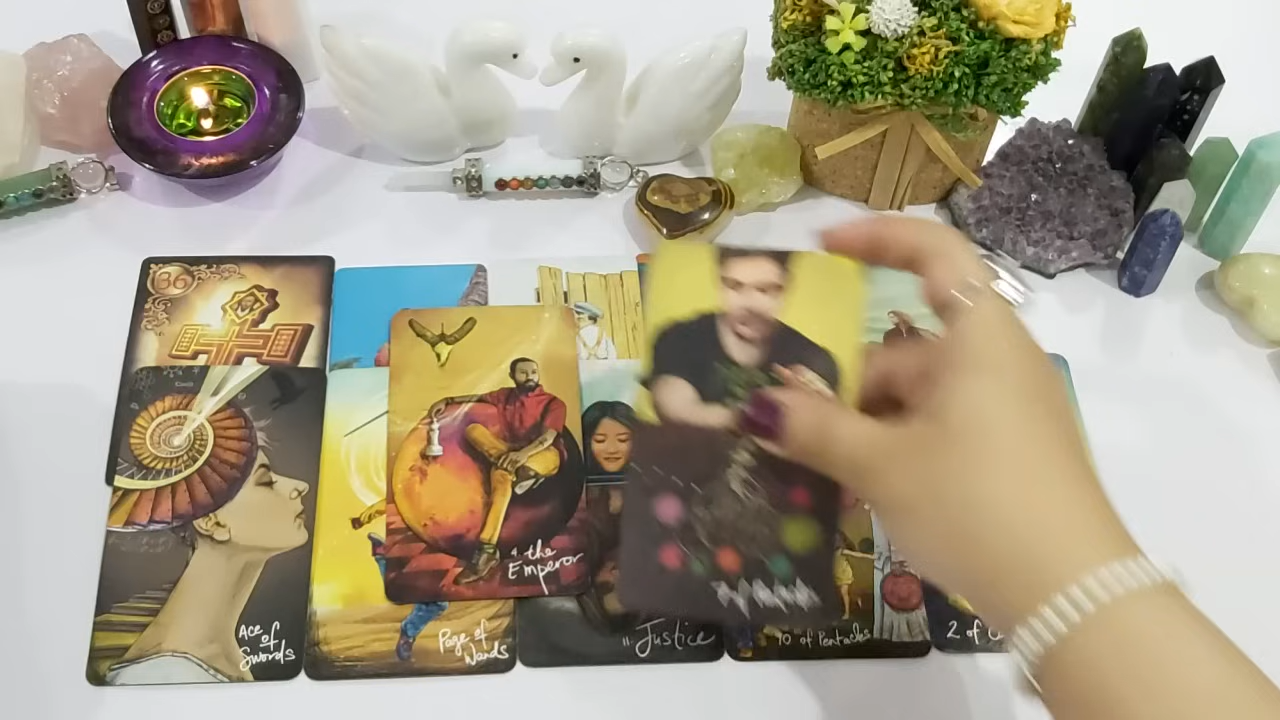 36
Ace
of
Swords
Page of
Wands
4. the
Emperor
11. Justice
10 of Pentacles
2 of